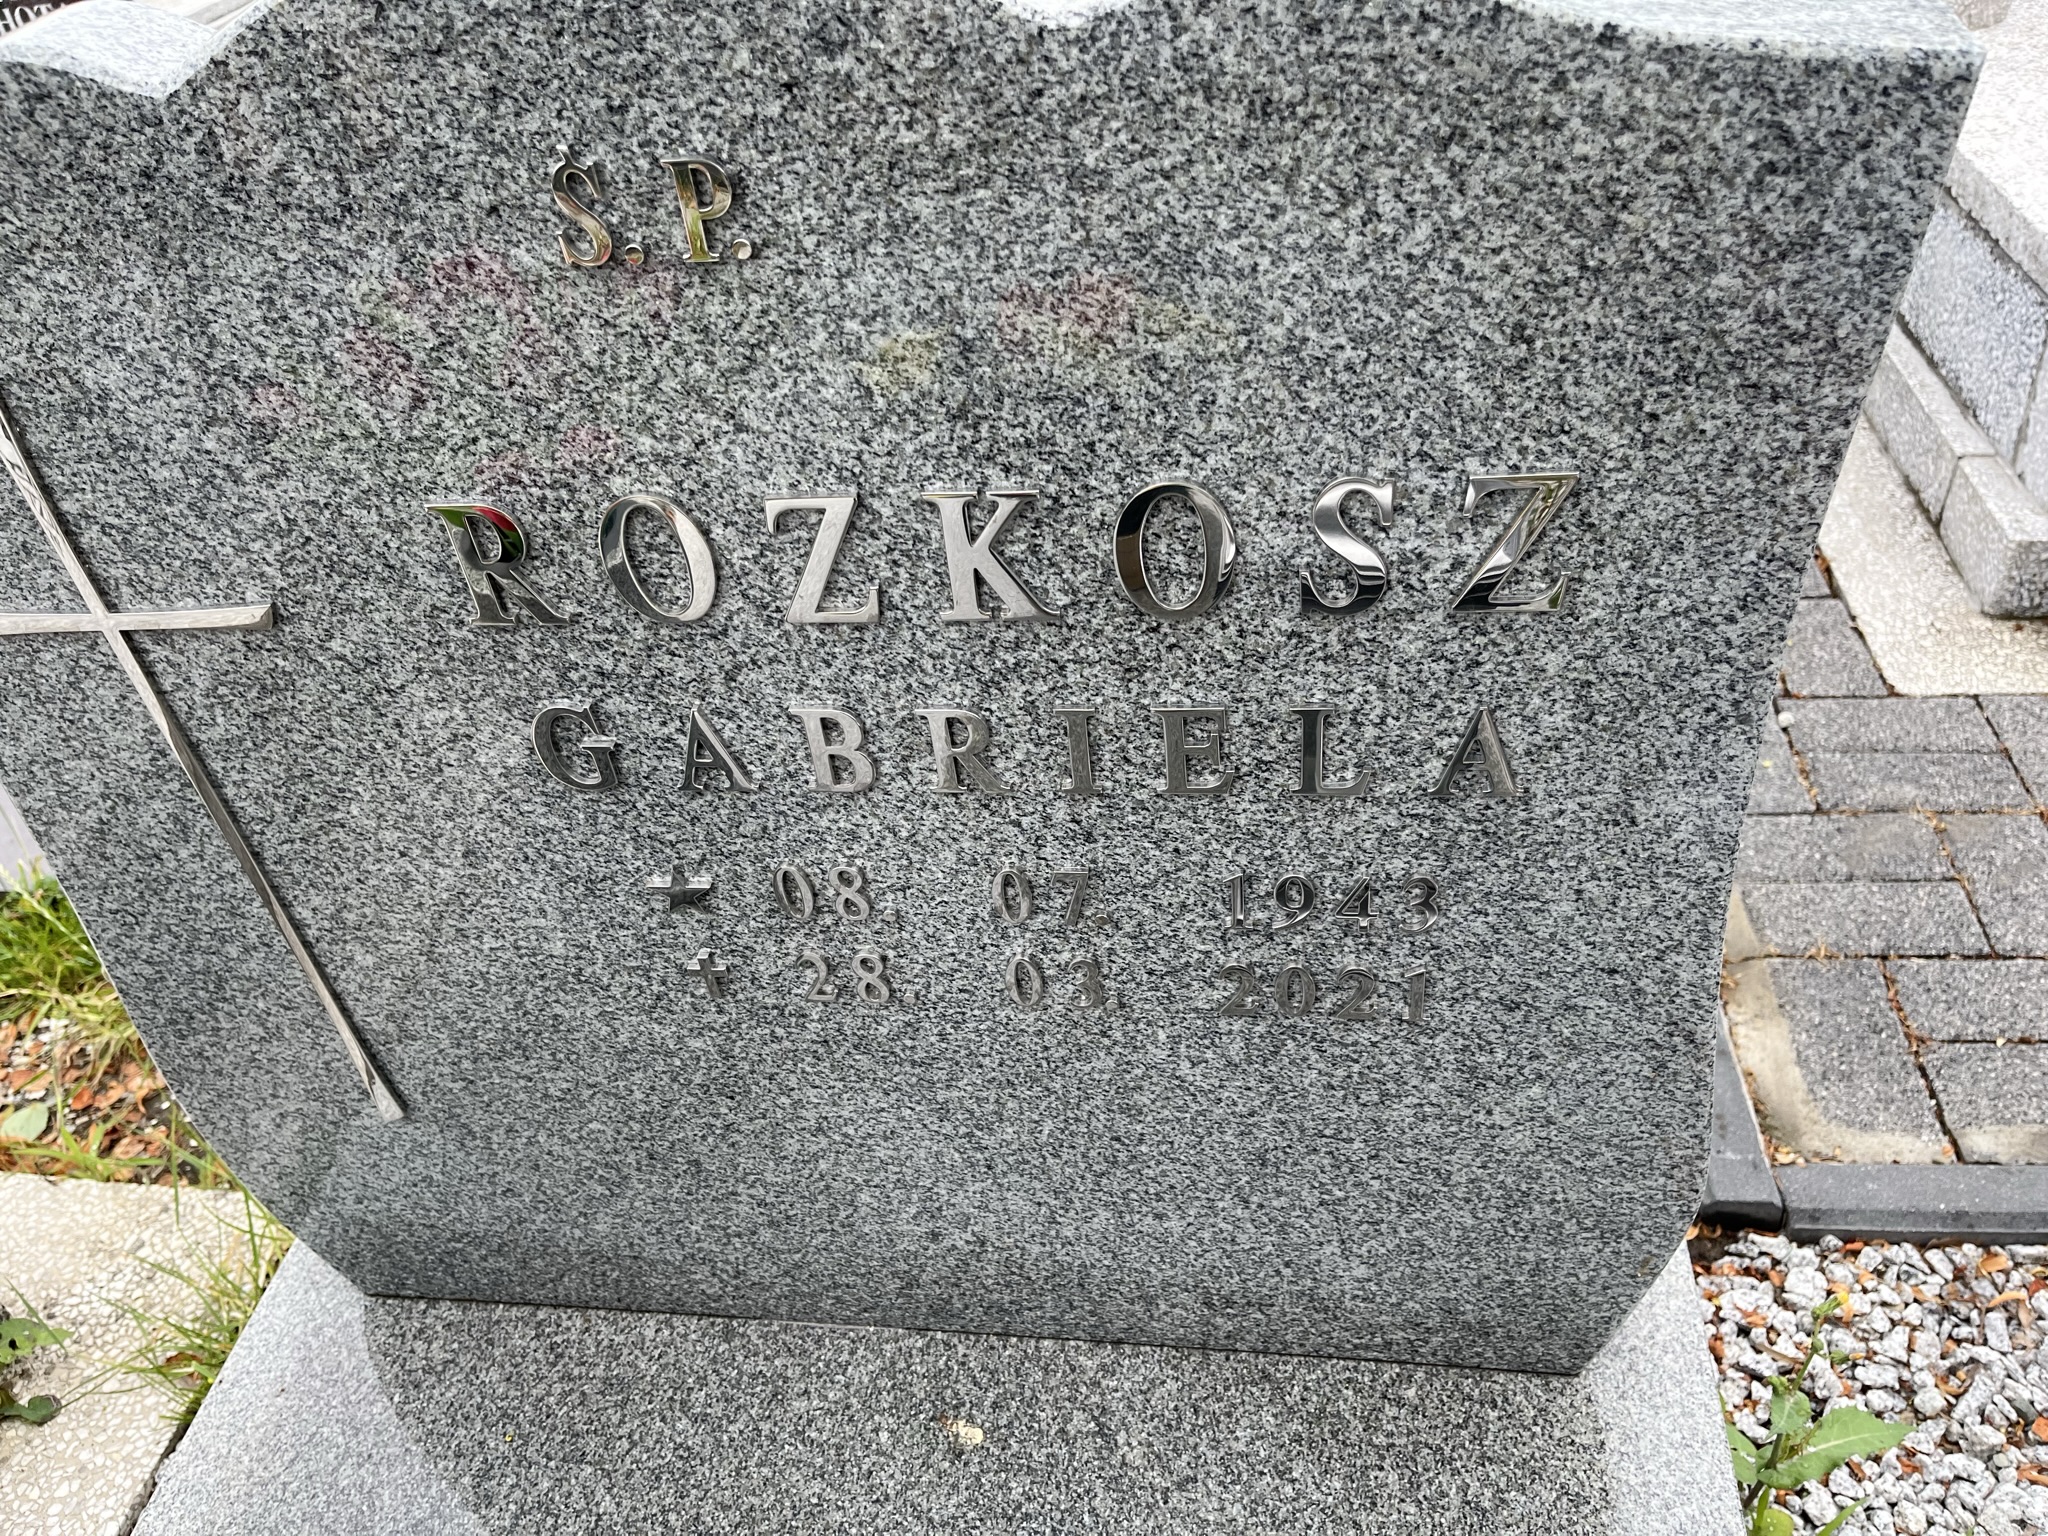 Ś.P.
ROZKOSZ
GABRIELA
★ 08. 07. 1943
✝ 28. 03. 2021